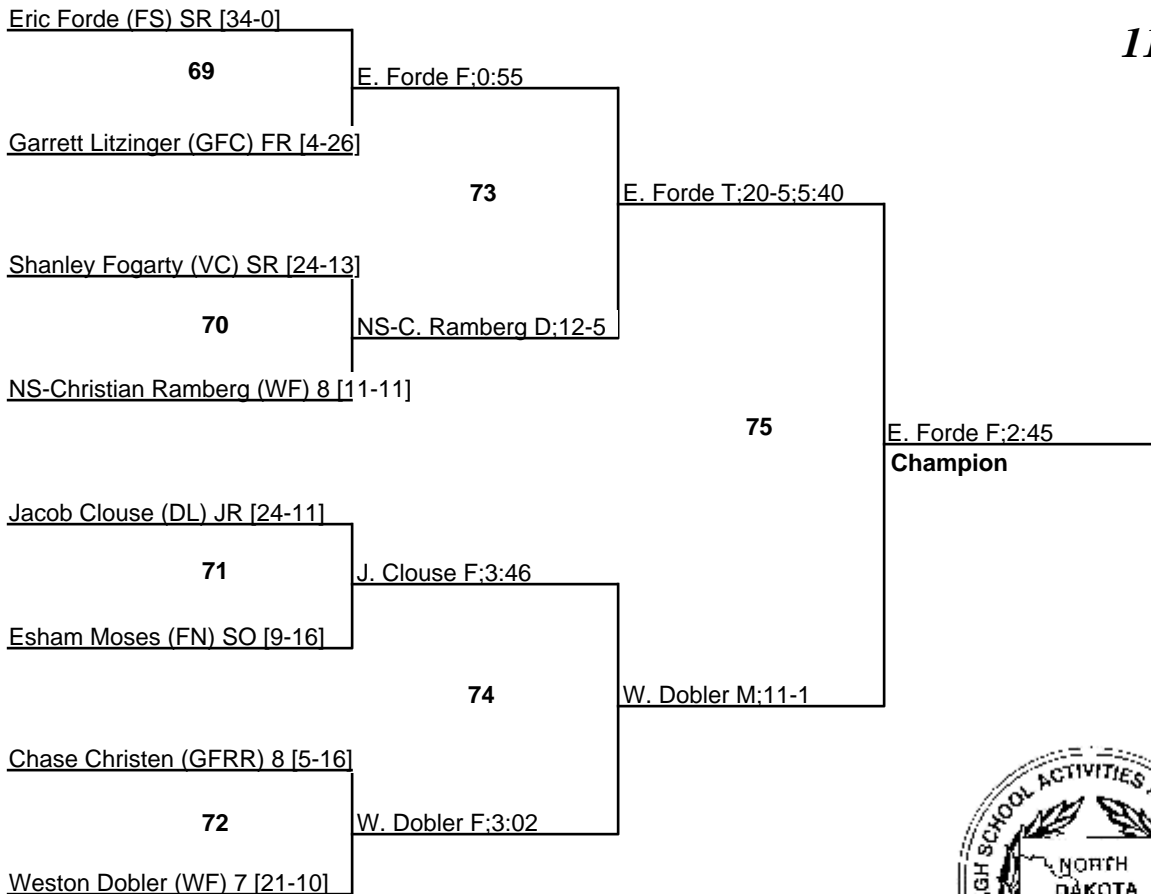 Eric Forde (FS) SR [34-0]
69
E. Forde F;0:55
Garrett Litzinger (GFC) FR [4-26]
73
E. Forde T;20-5;5:40
Shanley Fogarty (VC) SR [24-13]
70
NS-C. Ramberg D;12-5
NS-Christian Ramberg (WF) 8 [11-11]
75
E. Forde F;2:45
Champion
Jacob Clouse (DL) JR [24-11]
71
J. Clouse F;3:46
Esham Moses (FN) SO [9-16]
74
W. Dobler M;11-1
Chase Christen (GFRR) 8 [5-16]
72
W. Dobler F;3:02
Weston Dobler (WF) 7 [21-10]
SCHOOL ACTIVITIES
NORTH
DAKOTA